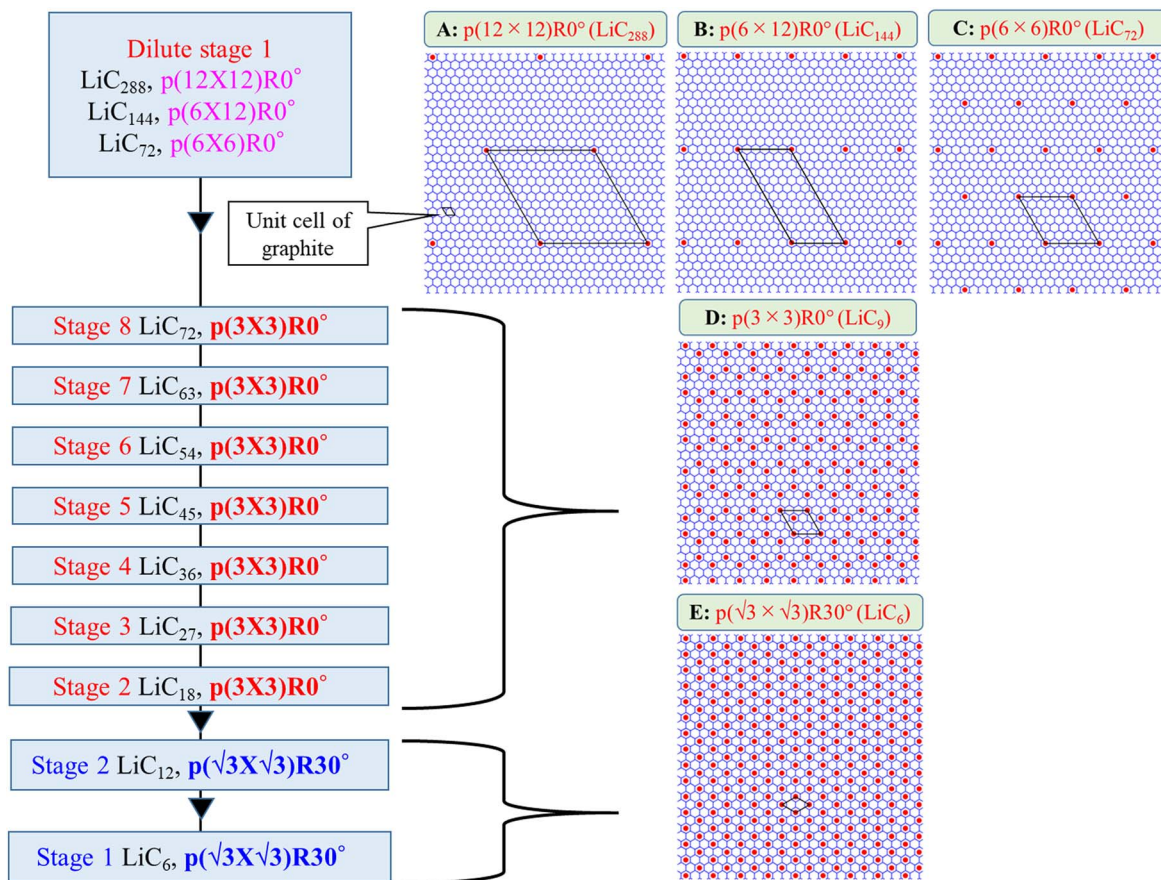 Dilute stage 1
LiC₂₈₈, p(12X12)R0°
LiC₁₄₄, p(6X12)R0°
LiC₇₂, p(6X6)R0°
Unit cell of
graphite
A: p(12 × 12)R0° (LiC₂₈₈)
B: p(6 × 12)R0° (LiC₁₄₄)
C: p(6 × 6)R0° (LiC₇₂)
Stage 8 LiC₇₂, p(3X3)R0°
Stage 7 LiC₆₃, p(3X3)R0°
Stage 6 LiC₅₄, p(3X3)R0°
Stage 5 LiC₄₅, p(3X3)R0°
Stage 4 LiC₃₆, p(3X3)R0°
Stage 3 LiC₂₇, p(3X3)R0°
Stage 2 LiC₁₈, p(3X3)R0°
D: p(3 × 3)R0° (LiC₉)
Stage 2 LiC₁₂, p(√3X√3)R30°
Stage 1 LiC₆, p(√3X√3)R30°
E: p(√3 × √3)R30° (LiC₆)